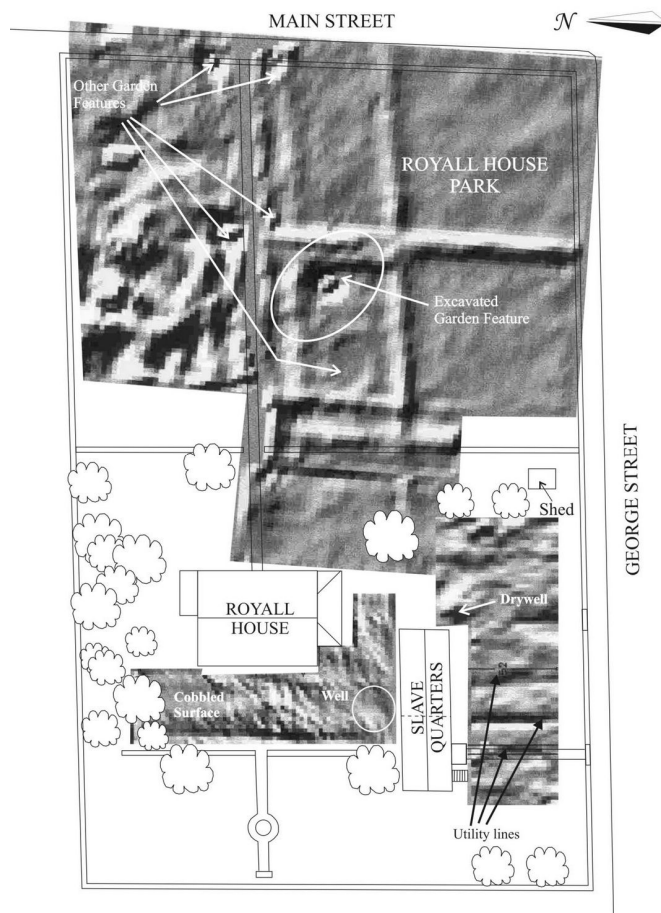 MAIN STREET
N
Other Garden
Features
ROYALL HOUSE
PARK
Excavated
Garden Feature
GEORGE STREET
Shed
Drywell
ROYALL
HOUSE
SLAVE
QUARTERS
Cobbled
Surface
Well
Utility lines